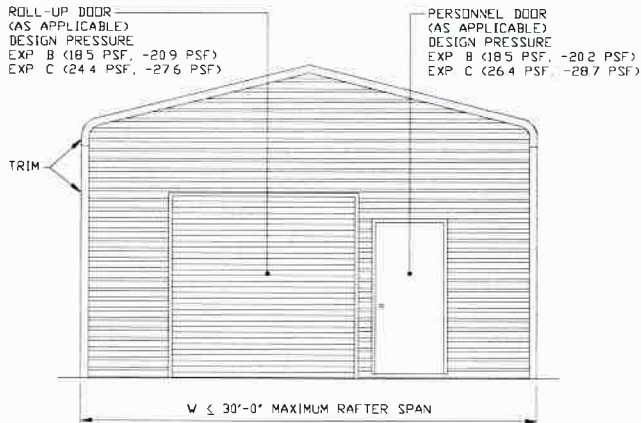 ROLL-UP DOOR
(AS APPLICABLE)
DESIGN PRESSURE
EXP B (18.5 PSF, -20.9 PSF)
EXP C (24.4 PSF, -27.6 PSF)
PERSONNEL DOOR
(AS APPLICABLE)
DESIGN PRESSURE
EXP B (18.5 PSF, -20.2 PSF)
EXP C (26.4 PSF, -28.7 PSF)
TRIM
W ≤ 30'-0" MAXIMUM RAFTER SPAN